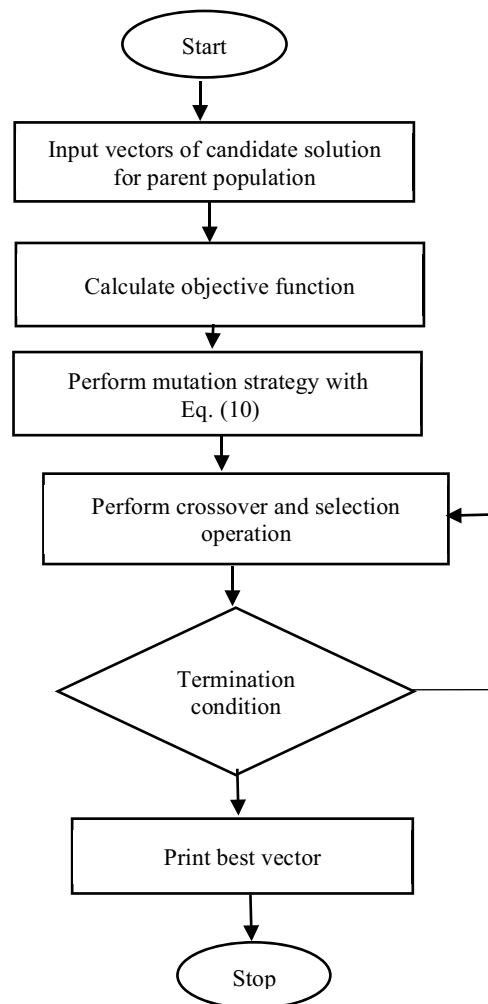 Start
Input vectors of candidate solution
for parent population
Calculate objective function
Perform mutation strategy with
Eq. (10)
Perform crossover and selection
operation
Termination
condition
Print best vector
Stop